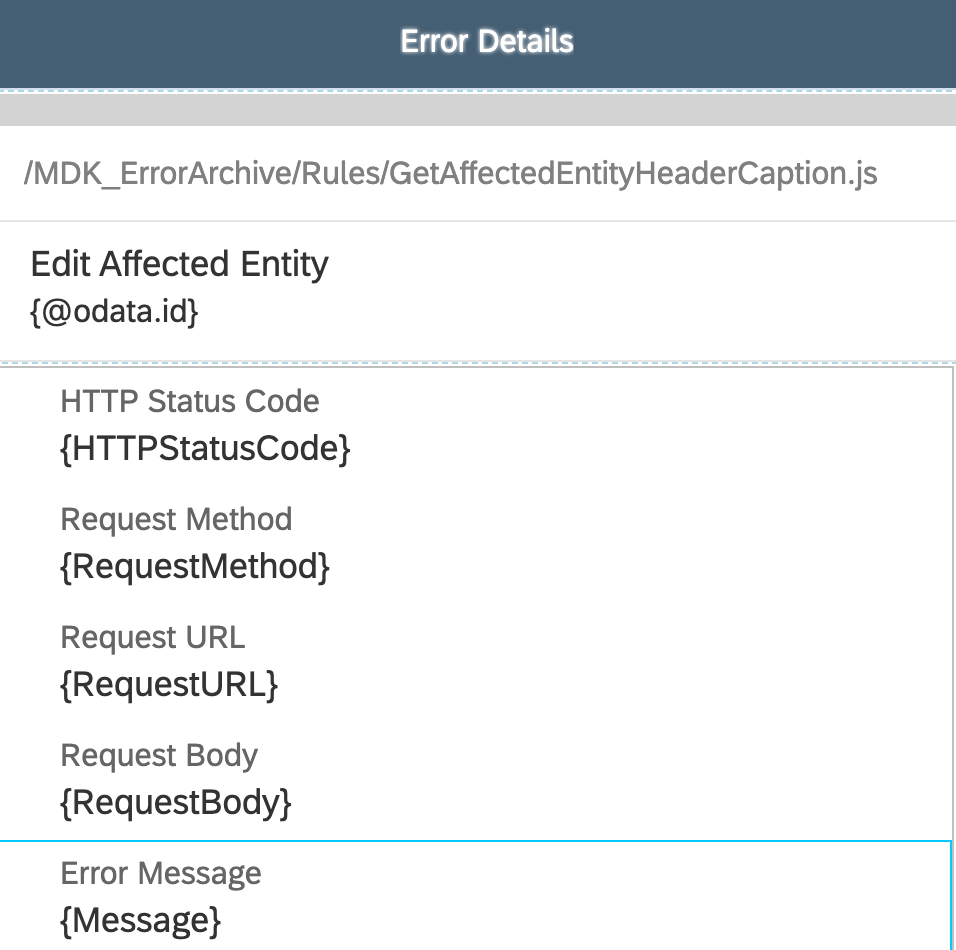 Error Details
/MDK_ErrorArchive/Rules/GetAffectedEntityHeaderCaption.js
Edit Affected Entity
{@odata.id}
HTTP Status Code
{HTTPStatusCode}
Request Method
{RequestMethod}
Request URL
{RequestURL}
Request Body
{RequestBody}
Error Message
{Message}